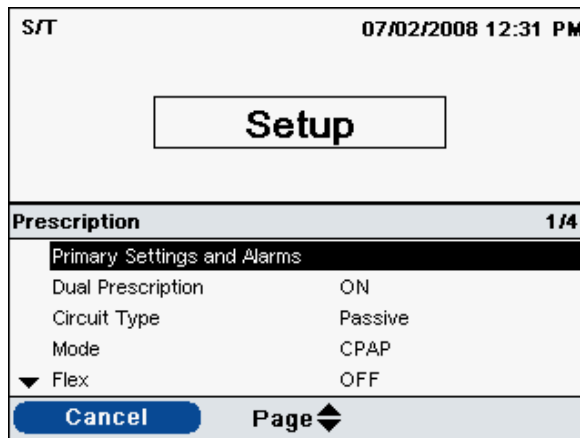 S/T 07/02/2008 12:31 PM
Setup
Prescription 1/4
Primary Settings and Alarms
Dual Prescription ON
Circuit Type Passive
Mode CPAP
Flex OFF
Cancel Page